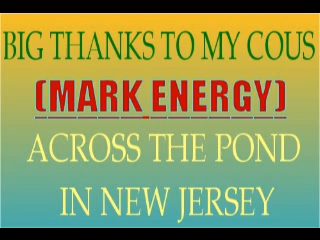 BIG THANKS TO MY COUS
(MARK ENERGY)
ACROSS THE POND
IN NEW JERSEY